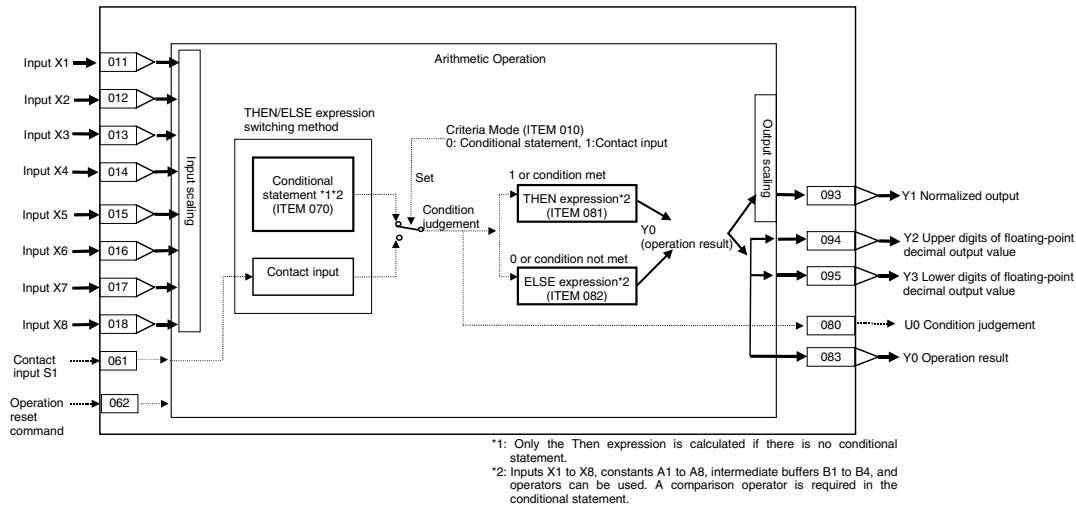 Arithmetic Operation
Input X1
011
Input X2
012
Input X3
013
Input X4
014
Input X5
015
Input X6
016
Input X7
017
Input X8
018
Contact
input S1
061
Operation
reset
command
062
Input scaling
THEN/ELSE expression
switching method
Conditional
statement *1*2
(ITEM 070)
Contact input
Criteria Mode (ITEM 010)
0: Conditional statement, 1:Contact input
Set
Condition
judgement
1 or condition met
THEN expression*2
(ITEM 081)
0 or condition not met
ELSE expression*2
(ITEM 082)
Y0
(operation result)
Output scaling
093
Y1 Normalized output
094
Y2 Upper digits of floating-point
decimal output value
095
Y3 Lower digits of floating-point
decimal output value
080
U0 Condition judgement
083
Y0 Operation result
*1: Only the Then expression is calculated if there is no conditional
statement.
*2: Inputs X1 to X8, constants A1 to A8, intermediate buffers B1 to B4, and
operators can be used. A comparison operator is required in the
conditional statement.